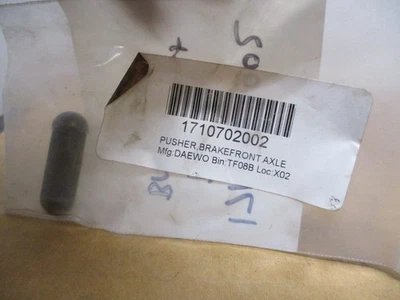 1710702002
PUSHER,BRAKEFRONT AXLE
Mfg:DAEWO Bin:TF08B Loc:X02